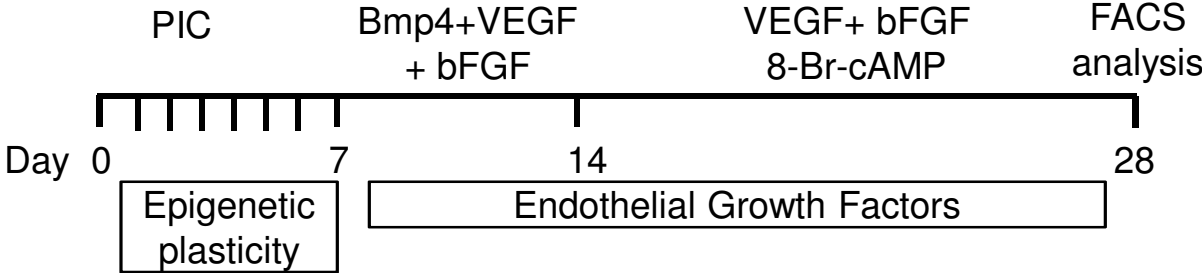 PIC
Bmp4+VEGF
+ bFGF
VEGF+ bFGF
8-Br-cAMP
FACS
analysis
Day 0 7 14 28
Epigenetic
plasticity
Endothelial Growth Factors